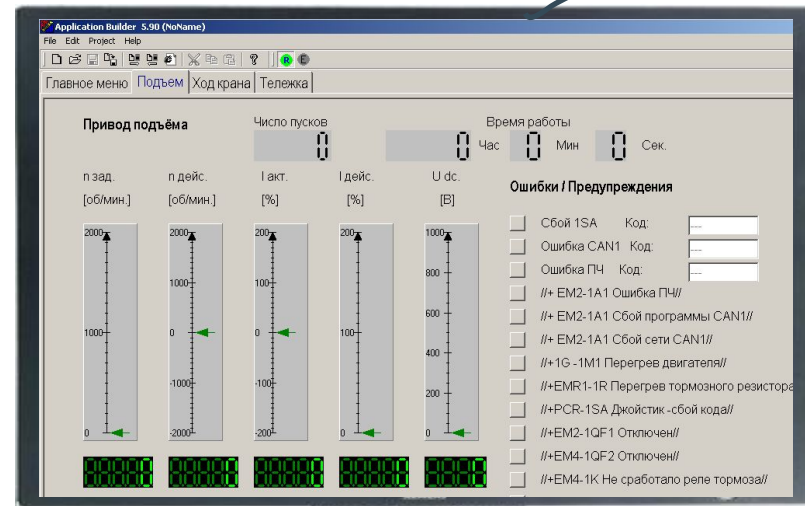 Application Builder 5.90 (NoName)
File Edit Project Help
R E
Главное меню Подъем Ход крана Тележка
Привод подъёма
Число пусков
Время работы
0 0 Час 0 Мин 0 Сек.
n зад. n дейс. I акт. I дейс. U dc.
[об/мин.] [об/мин.] [%] [%] [В]
2000 2000 200 200 1000
1000 100 800
600
1000 0 0 100 400
-1000 -100 200
0 -2000 -200 0 0
0 0 0 0 0
Ошибки / Предупреждения
Сбой 1SA Код: ---
Ошибка CAN1 Код: ---
Ошибка ПЧ Код: ---
//+ EM2-1A1 Ошибка ПЧ//
//+ EM2-1A1 Сбой программы CAN1//
//+ EM2-1A1 Сбой сети CAN1//
//+1G -1M1 Перегрев двигателя//
//+EMR1-1R Перегрев тормозного резистора
//+PCR-1SA Джойстик -сбой кода//
//+EM2-1QF1 Отключен//
//+EM4-1QF2 Отключен//
//+EM4-1K Не сработало реле тормоза//